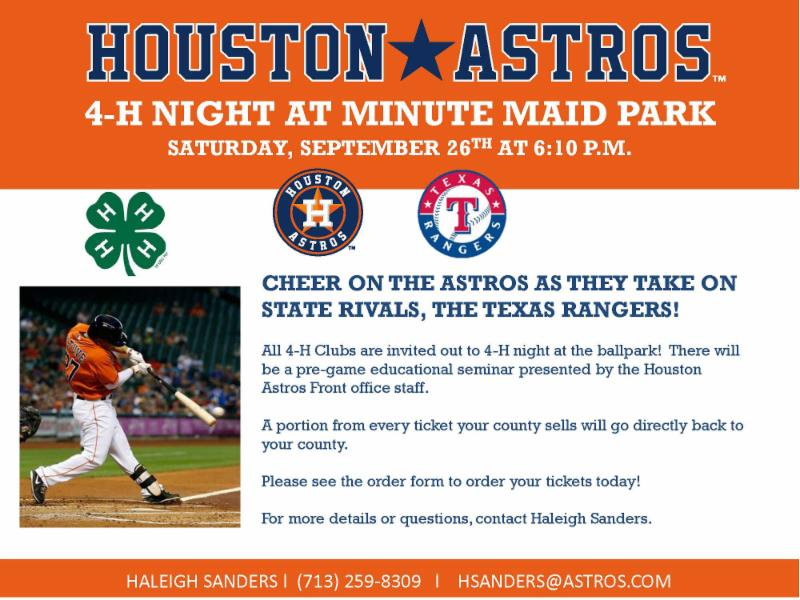 HOUSTON★ASTROS™
4-H NIGHT AT MINUTE MAID PARK
SATURDAY, SEPTEMBER 26TH AT 6:10 P.M.
H H H H
HOUSTON
H
ASTROS
TEXAS
T
RANGERS
CHEER ON THE ASTROS AS THEY TAKE ON
STATE RIVALS, THE TEXAS RANGERS!
All 4-H Clubs are invited out to 4-H night at the ballpark!  There will
be a pre-game educational seminar presented by the Houston
Astros Front office staff.
A portion from every ticket your county sells will go directly back to
your county.
Please see the order form to order your tickets today!
For more details or questions, contact Haleigh Sanders.
HALEIGH SANDERS l  (713) 259-8309   l   HSANDERS@ASTROS.COM